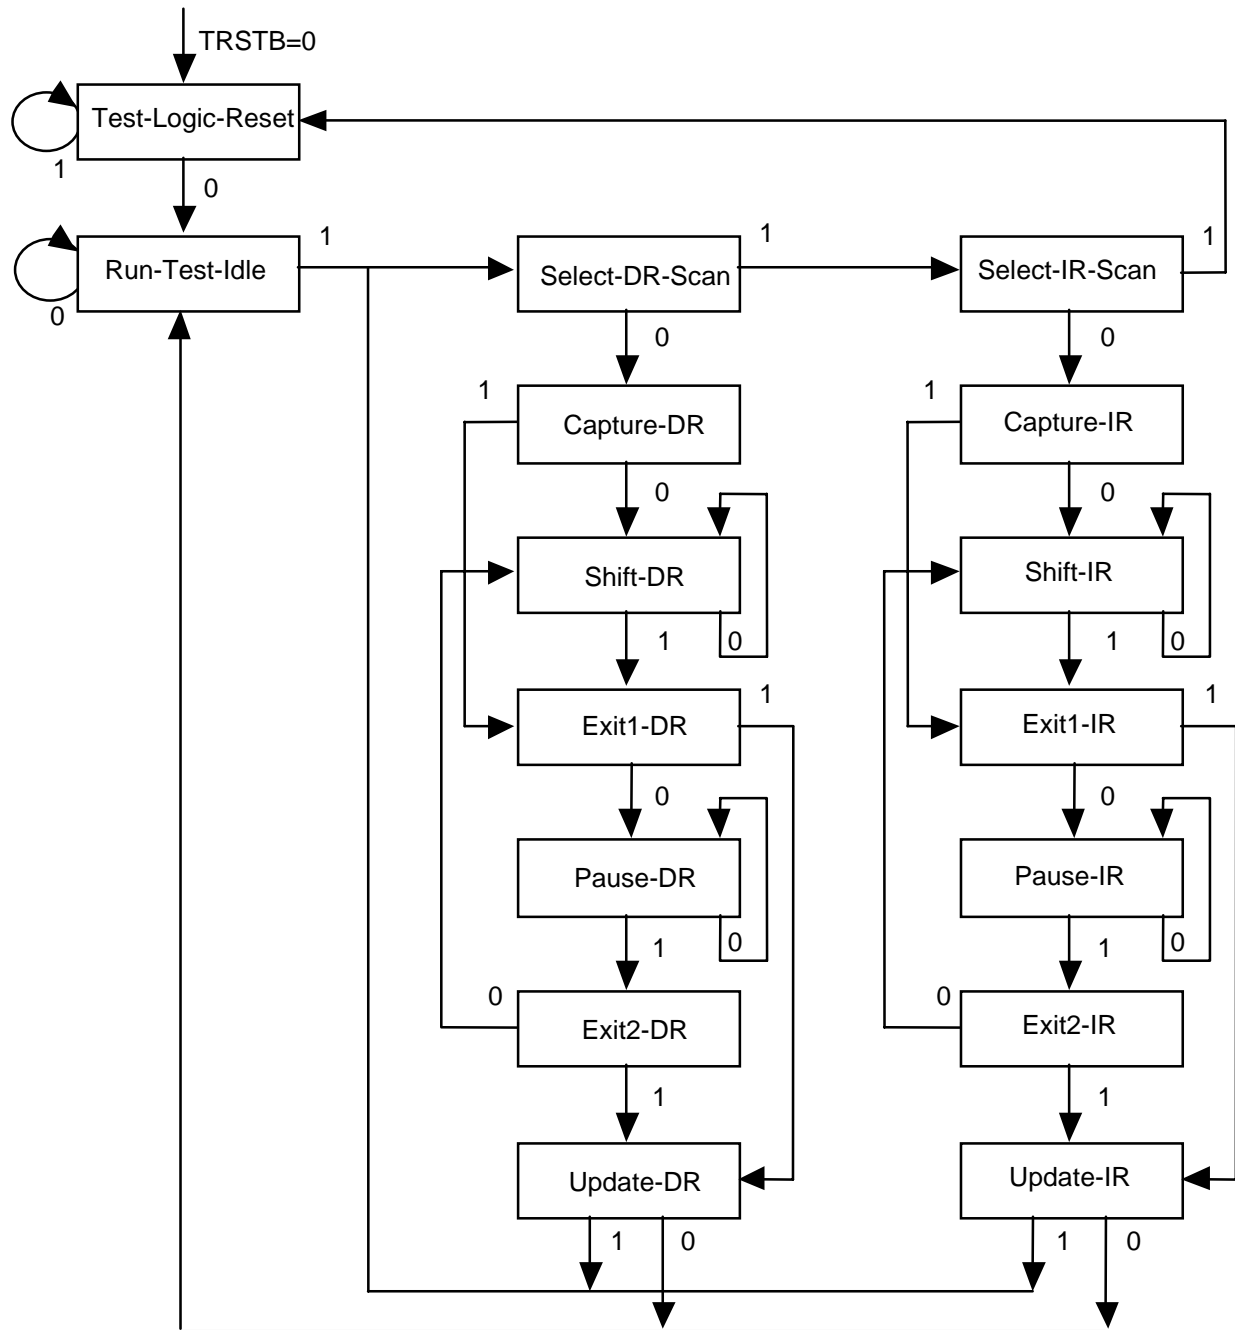 TRSTB=0
Test-Logic-Reset
1
0
Run-Test-Idle
1
0
Select-DR-Scan
1
Select-IR-Scan
1
0
0
1
Capture-DR
1
Capture-IR
0
0
Shift-DR
Shift-IR
1
0
1
0
Exit1-DR
1
Exit1-IR
1
0
0
Pause-DR
Pause-IR
1
0
1
0
0
Exit2-DR
0
Exit2-IR
1
1
Update-DR
Update-IR
1
0
1
0